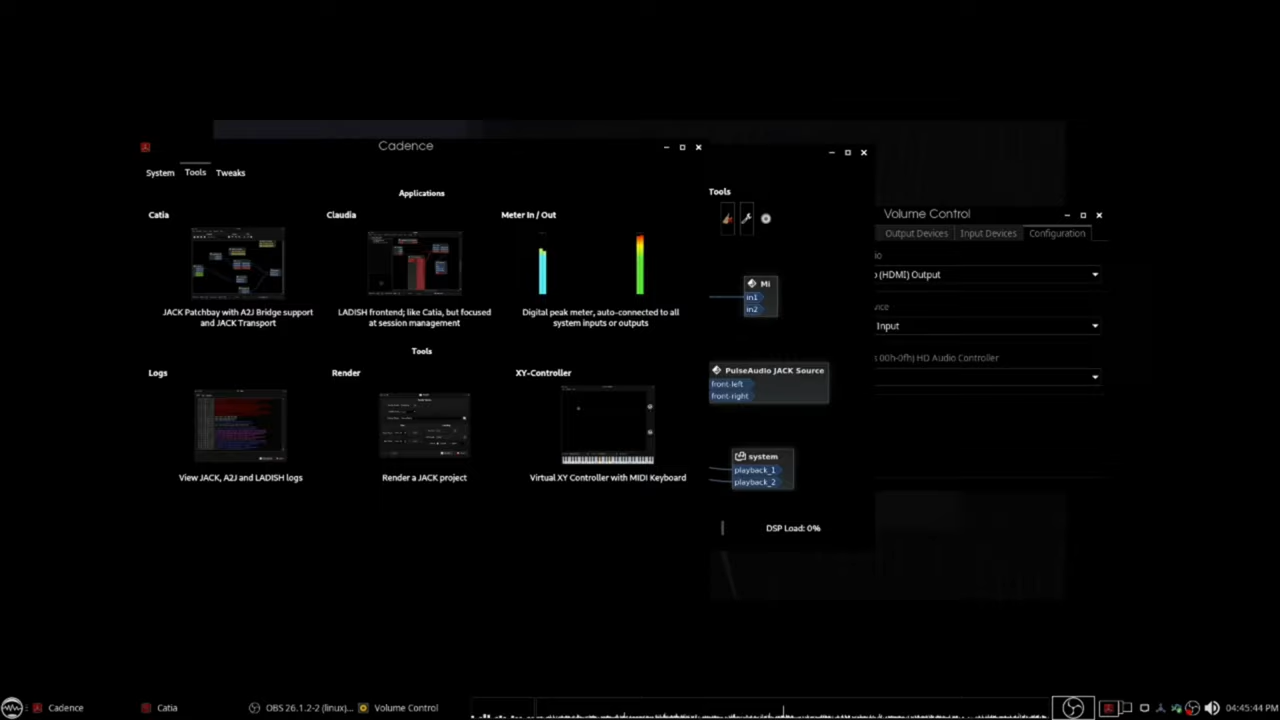 Cadence
System Tools Tweaks
Applications
Catia
Claudia
Meter In / Out
JACK Patchbay with A2J Bridge support
and JACK Transport
LADISH frontend; like Catia, but focused
at session management
Digital peak meter, auto-connected to all
system inputs or outputs
Tools
Logs
Render
XY-Controller
View JACK, A2J and LADISH logs
Render a JACK project
Virtual XY Controller with MIDI Keyboard
Tools
Mi
in1
in2
PulseAudio JACK Source
front-left
front-right
system
playback_1
playback_2
DSP Load: 0%
Volume Control
Output Devices Input Devices Configuration
(HDMI) Output
Input
00h-0fh) HD Audio Controller
Cadence
Catia
OBS 26.1.2-2 (linux)...
Volume Control
04:45:44 PM